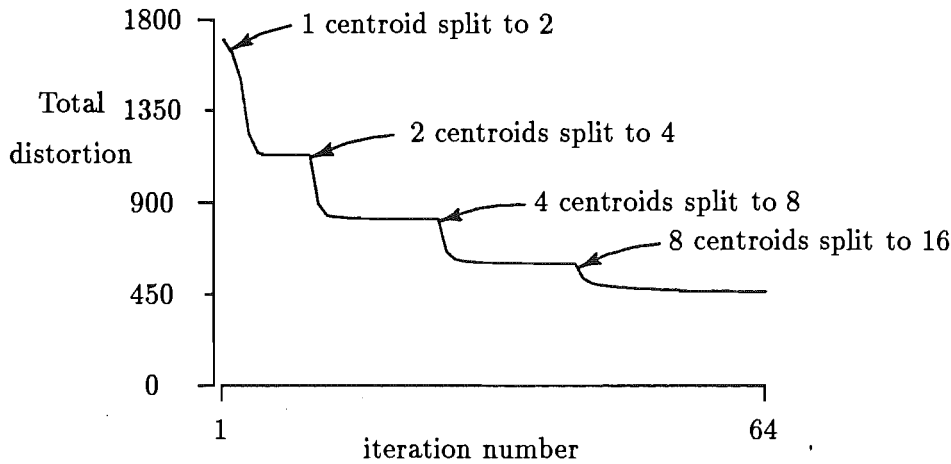 1800
1 centroid split to 2
Total
1350
distortion
2 centroids split to 4
900
4 centroids split to 8
8 centroids split to 16
450
0
1
64
iteration number